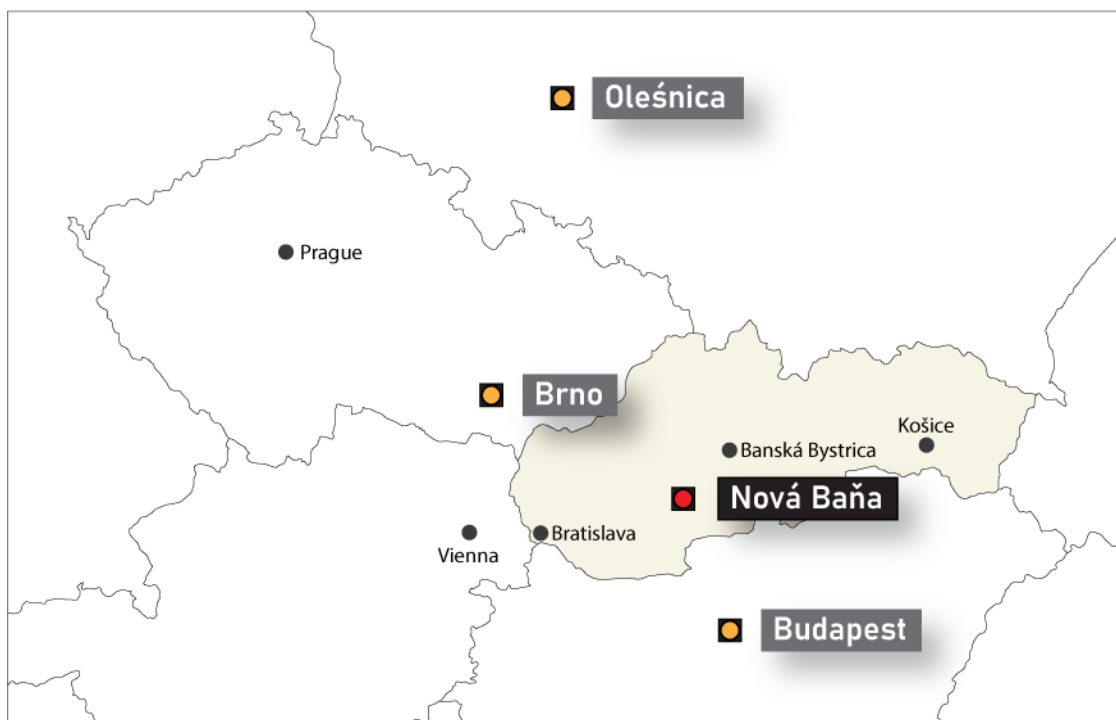 Oleśnica
Prague
Brno
Košice
Banská Bystrica
Nová Baňa
Bratislava
Vienna
Budapest